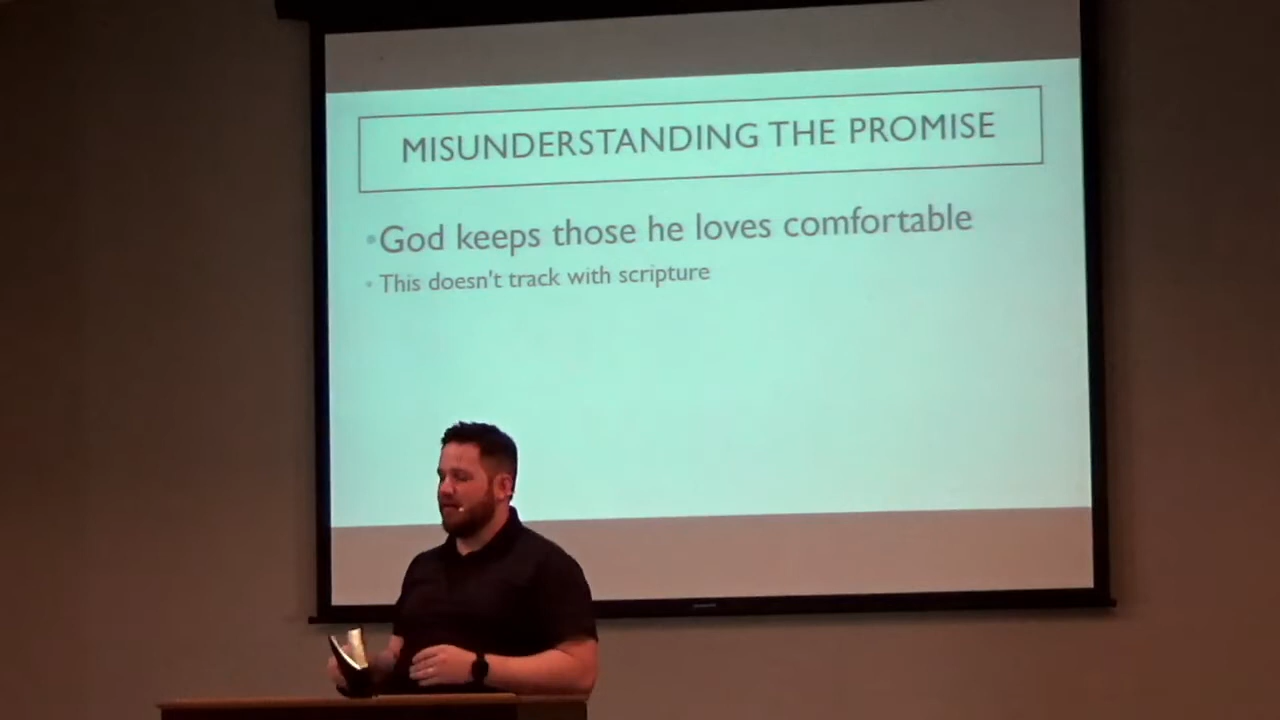 MISUNDERSTANDING THE PROMISE
•God keeps those he loves comfortable
• This doesn't track with scripture